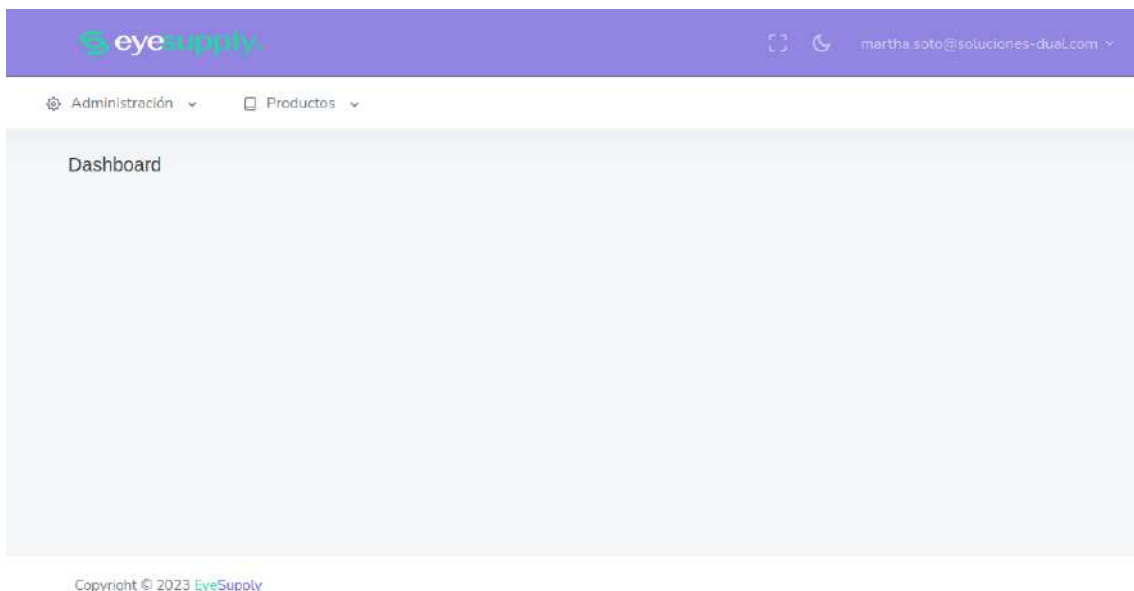 eyesupply.
martha.soto@soluciones-dual.com
Administración
Productos
Dashboard
Copyright © 2023 EyeSupply